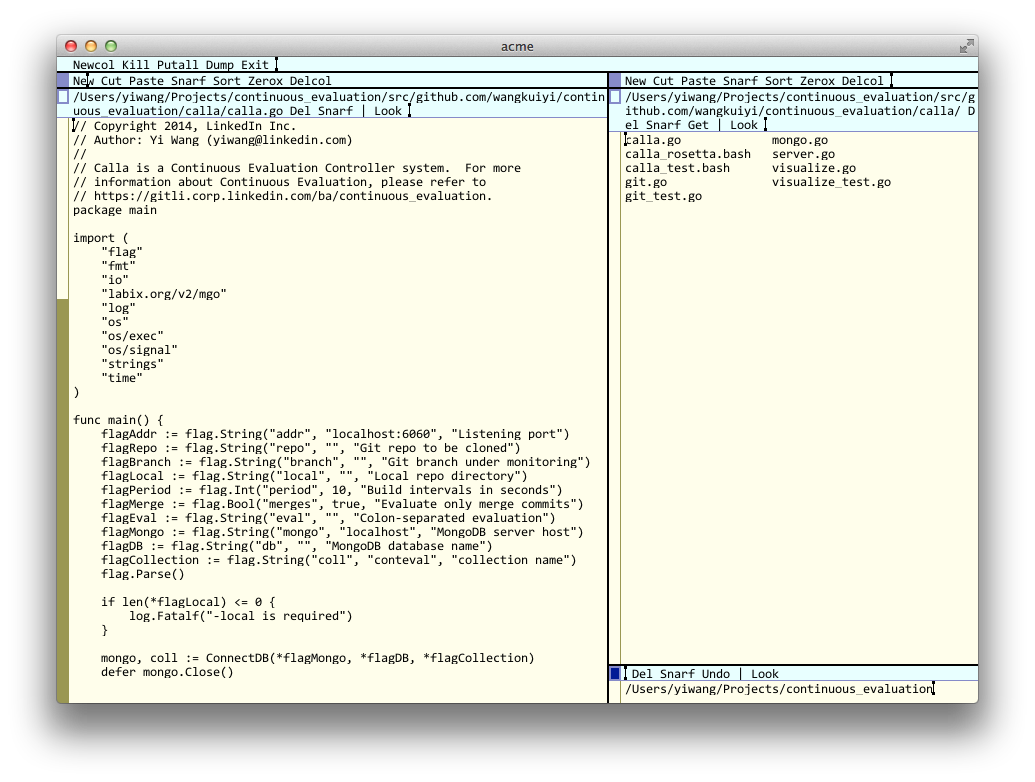 acme
Newcol Kill Putall Dump Exit
New Cut Paste Snarf Sort Zerox Delcol
/Users/yiwang/Projects/continuous_evaluation/src/github.com/wangkuiyi/contin
uous_evaluation/calla/calla.go Del Snarf | Look
// Copyright 2014, LinkedIn Inc.
// Author: Yi Wang (yiwang@linkedin.com)
//
// Calla is a Continuous Evaluation Controller system.  For more
// information about Continuous Evaluation, please refer to
// https://gitli.corp.linkedin.com/ba/continuous_evaluation.
package main

import (
    "flag"
    "fmt"
    "io"
    "labix.org/v2/mgo"
    "log"
    "os"
    "os/exec"
    "os/signal"
    "strings"
    "time"
)

func main() {
    flagAddr := flag.String("addr", "localhost:6060", "Listening port")
    flagRepo := flag.String("repo", "", "Git repo to be cloned")
    flagBranch := flag.String("branch", "", "Git branch under monitoring")
    flagLocal := flag.String("local", "", "Local repo directory")
    flagPeriod := flag.Int("period", 10, "Build intervals in seconds")
    flagMerge := flag.Bool("merges", true, "Evaluate only merge commits")
    flagEval := flag.String("eval", "", "Colon-separated evaluation")
    flagMongo := flag.String("mongo", "localhost", "MongoDB server host")
    flagDB := flag.String("db", "", "MongoDB database name")
    flagCollection := flag.String("coll", "conteval", "collection name")
    flag.Parse()

    if len(*flagLocal) <= 0 {
        log.Fatalf("-local is required")
    }

    mongo, coll := ConnectDB(*flagMongo, *flagDB, *flagCollection)
    defer mongo.Close()
New Cut Paste Snarf Sort Zerox Delcol
/Users/yiwang/Projects/continuous_evaluation/src/g
ithub.com/wangkuiyi/continuous_evaluation/calla/ D
el Snarf Get | Look
calla.go mongo.go
calla_rosetta.bash server.go
calla_test.bash visualize.go
git.go visualize_test.go
git_test.go
Del Snarf Undo | Look
/Users/yiwang/Projects/continuous_evaluation